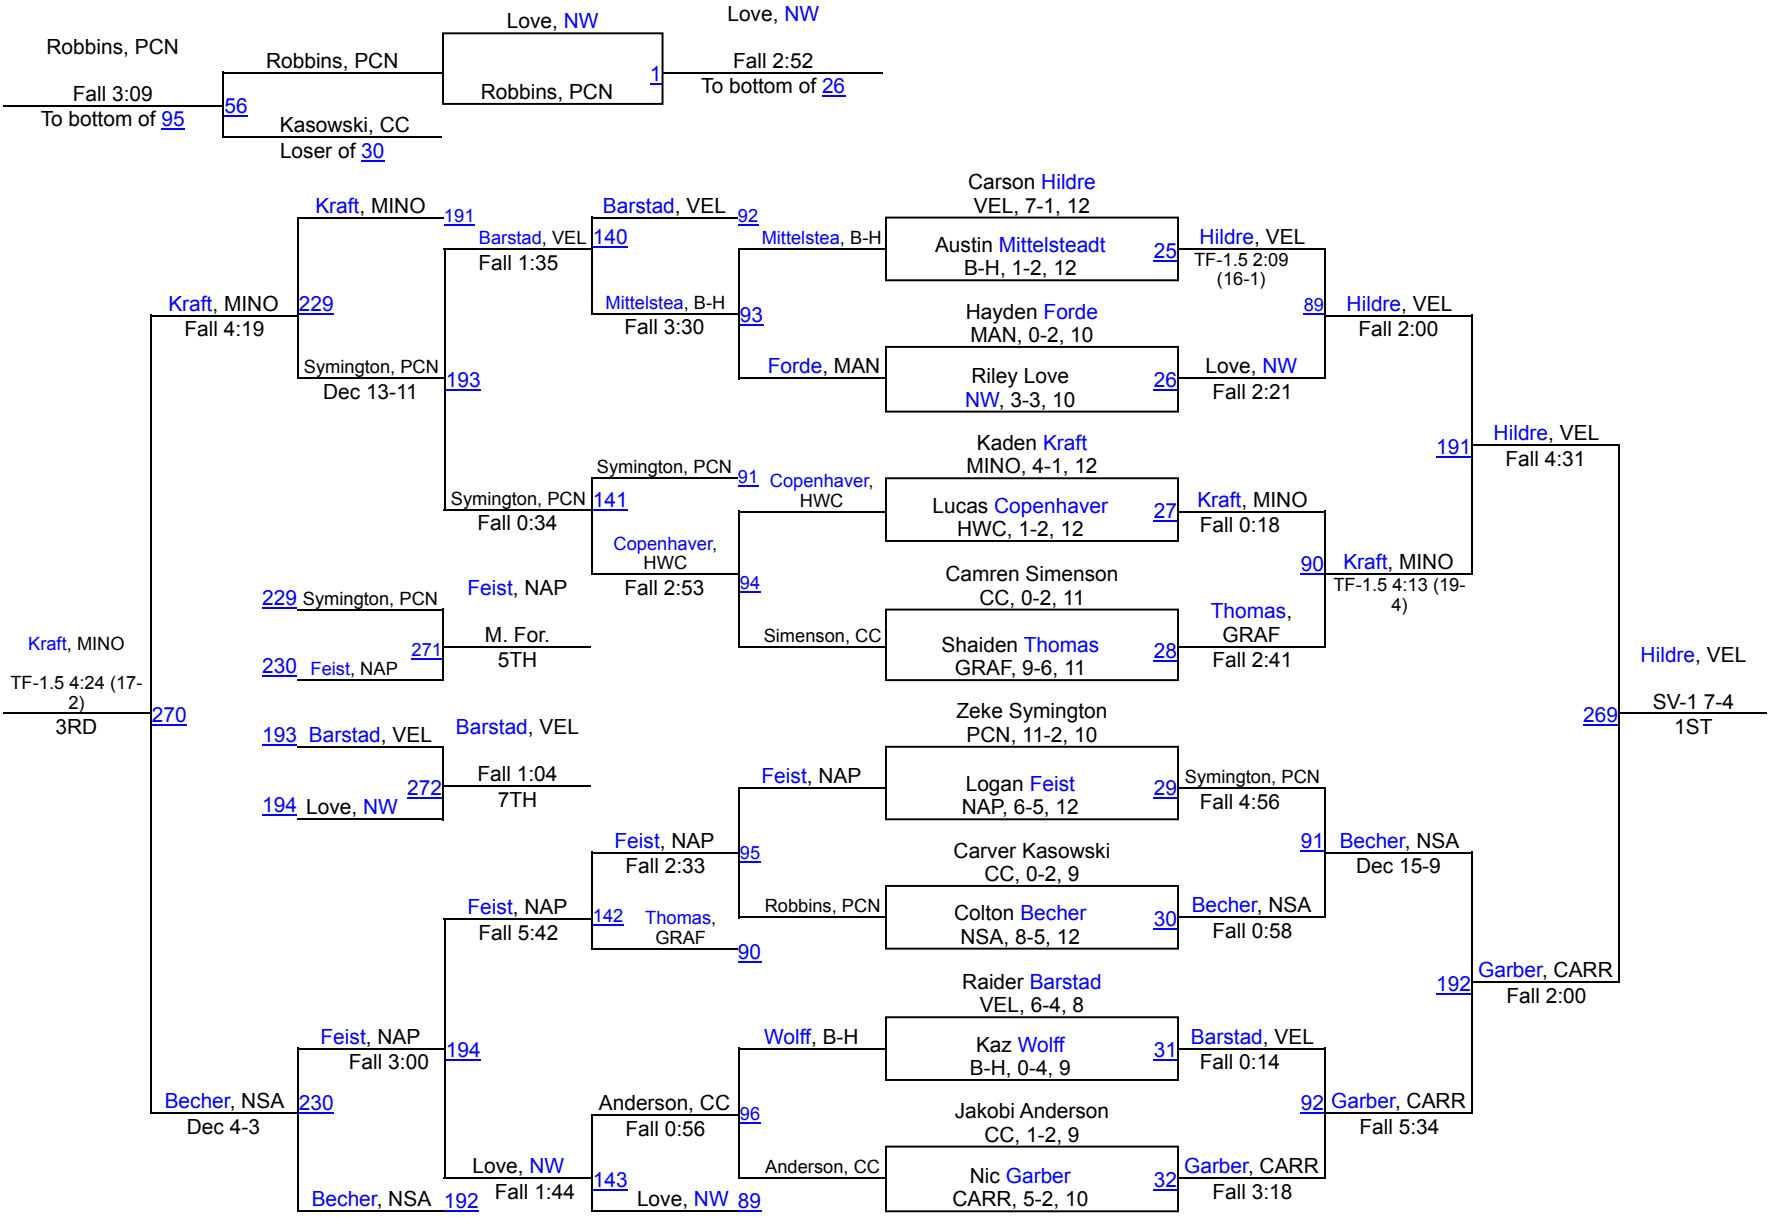 Love, NW
Robbins, PCN
1
Love, NW
Fall 2:52
To bottom of 26
Robbins, PCN
Fall 3:09
To bottom of 95
56
Robbins, PCN
Kasowski, CC
Loser of 30
Kraft, MINO
TF-1.5 4:24 (17-
2)
3RD
270
Kraft, MINO
Fall 4:19
Becher, NSA
Dec 4-3
Kraft, MINO
191
229
Symington, PCN
Dec 13-11
193
229 Symington, PCN
230 Feist, NAP
271
Feist, NAP
M. For.
5TH
193 Barstad, VEL
194 Love, NW
272
Barstad, VEL
Fall 1:04
7TH
Feist, NAP
Fall 3:00
194
230
Becher, NSA 192
Barstad, VEL
Fall 1:35
140
Symington, PCN
Fall 0:34
141
Feist, NAP
Fall 5:42
142
Love, NW
Fall 1:44
143
Barstad, VEL
92
Mittelstea, B-H
Fall 3:30
93
Symington, PCN
91
Copenhaver,
HWC
Fall 2:53
94
Feist, NAP
Fall 2:33
95
Thomas,
GRAF
90
Anderson, CC
Fall 0:56
96
Love, NW 89
Mittelstea, B-H
Forde, MAN
Copenhaver,
HWC
Simenson, CC
Feist, NAP
Robbins, PCN
Wolff, B-H
Anderson, CC
Carson Hildre
VEL, 7-1, 12
Austin Mittelsteadt
B-H, 1-2, 12
25
Hayden Forde
MAN, 0-2, 10
Riley Love
NW, 3-3, 10
26
Kaden Kraft
MINO, 4-1, 12
Lucas Copenhaver
HWC, 1-2, 12
27
Camren Simenson
CC, 0-2, 11
Shaiden Thomas
GRAF, 9-6, 11
28
Zeke Symington
PCN, 11-2, 10
Logan Feist
NAP, 6-5, 12
29
Carver Kasowski
CC, 0-2, 9
Colton Becher
NSA, 8-5, 12
30
Raider Barstad
VEL, 6-4, 8
Kaz Wolff
B-H, 0-4, 9
31
Jakobi Anderson
CC, 1-2, 9
Nic Garber
CARR, 5-2, 10
32
Hildre, VEL
TF-1.5 2:09
(16-1)
89
Love, NW
Fall 2:21
Kraft, MINO
Fall 0:18
90
Thomas,
GRAF
Fall 2:41
Symington, PCN
Fall 4:56
91
Becher, NSA
Fall 0:58
Barstad, VEL
Fall 0:14
92
Garber, CARR
Fall 3:18
Hildre, VEL
Fall 2:00
191
Kraft, MINO
TF-1.5 4:13 (19-
4)
Becher, NSA
Dec 15-9
192
Garber, CARR
Fall 5:34
Hildre, VEL
Fall 4:31
269
Garber, CARR
Fall 2:00
Hildre, VEL
SV-1 7-4
1ST